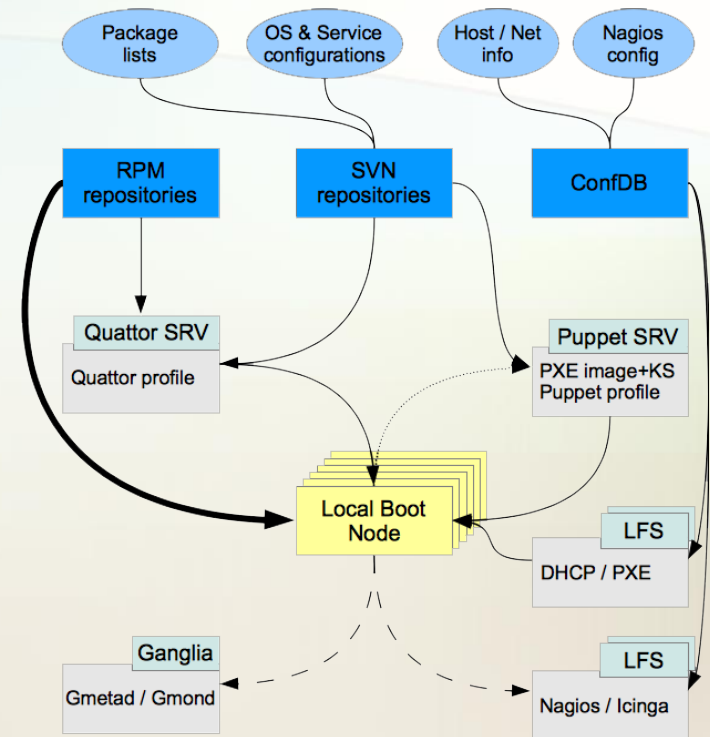 Package
lists
OS & Service
configurations
Host / Net
info
Nagios
config
RPM
repositories
SVN
repositories
ConfDB
Quattor SRV
Quattor profile
Puppet SRV
PXE image+KS
Puppet profile
Local Boot
Node
LFS
DHCP / PXE
Ganglia
Gmetad / Gmond
LFS
Nagios / Icinga